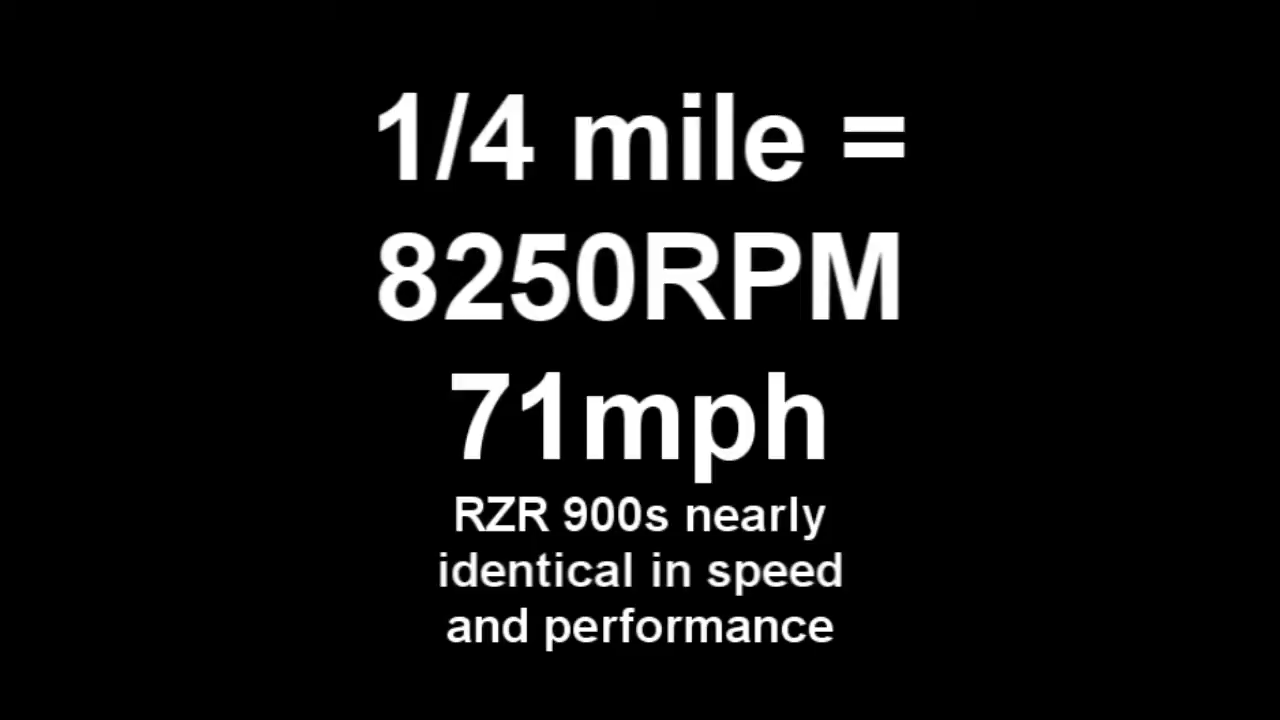 1/4 mile =
8250RPM
71mph
RZR 900s nearly
identical in speed
and performance